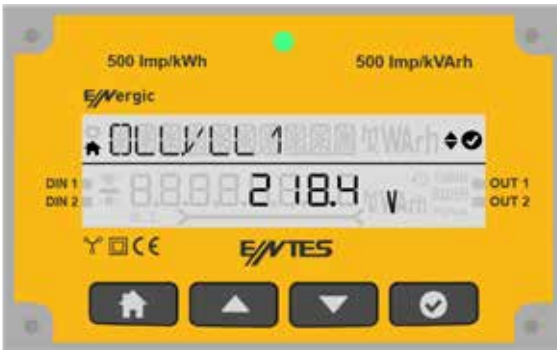 500 Imp/kWh 500 Imp/kVArh
ENergic
OLLVLL 1
DIN 1 OUT 1
218.4 V
DIN 2 OUT 2
CE ENTES